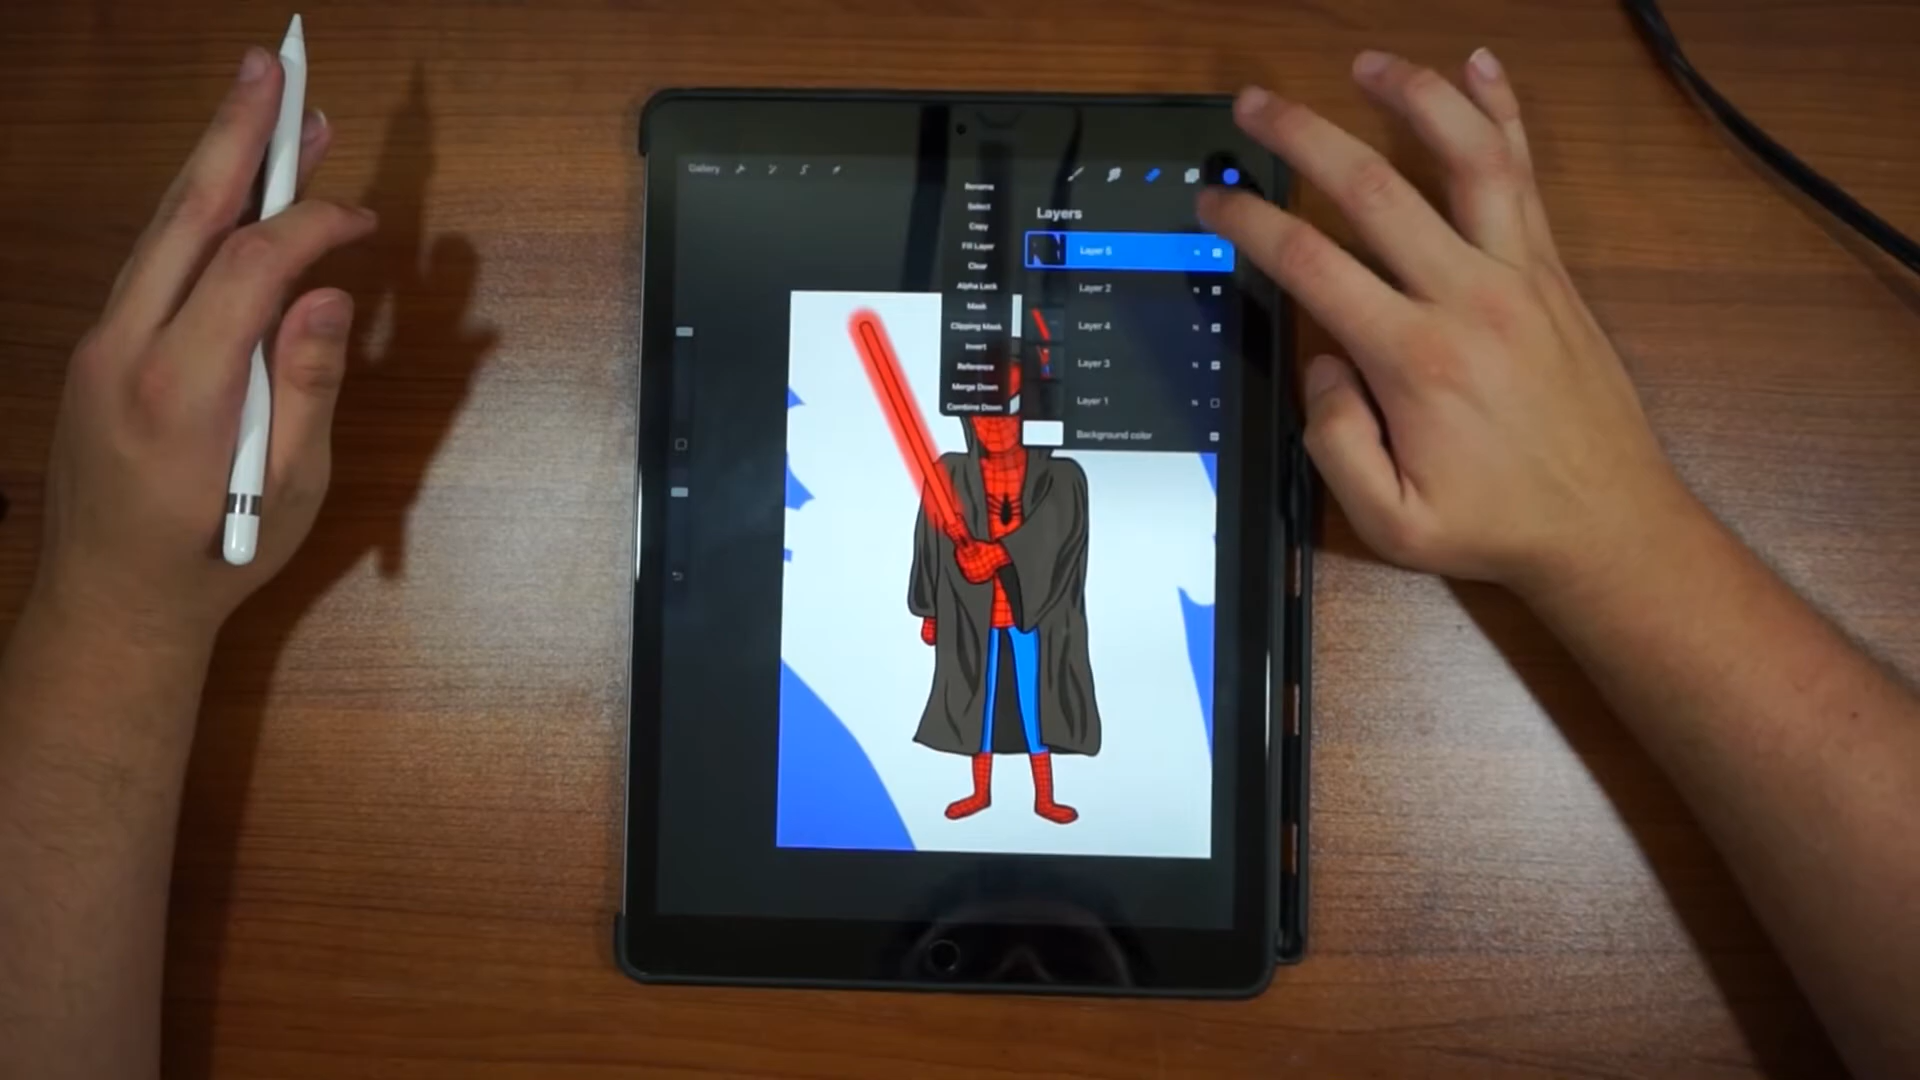 Gallery
Rename
Select
Copy
Fill Layer
Clear
Alpha Lock
Mask
Clipping Mask
Invert
Reference
Merge Down
Combine Down
Layers
Layer 5 N
Layer 2 N
Layer 4 N
Layer 3 N
Layer 1 N
Background color